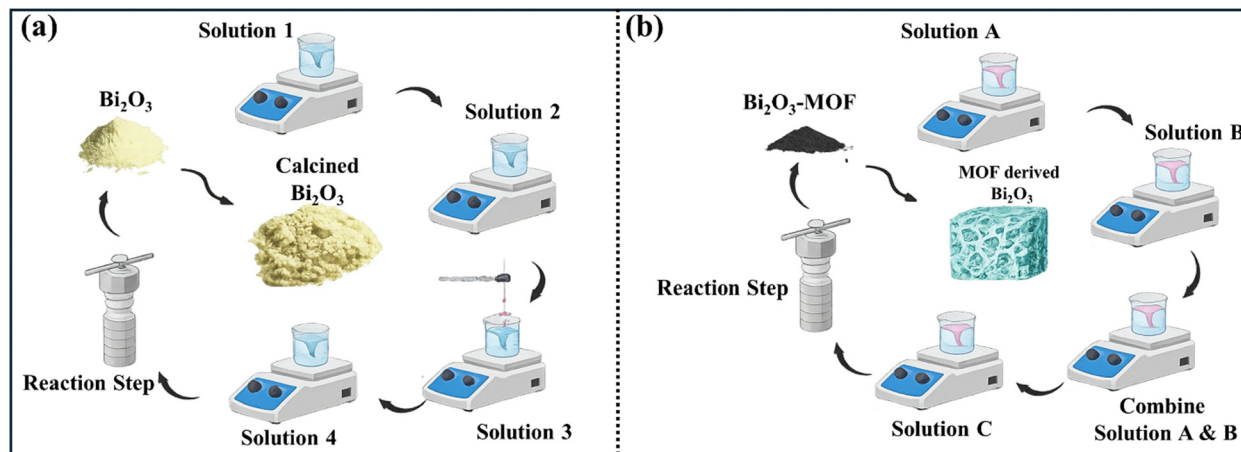 (a)
Solution 1
Bi₂O₃
Solution 2
Calcined
Bi₂O₃
Reaction Step
Solution 4
Solution 3
(b)
Solution A
Bi₂O₃-MOF
Solution B
MOF derived
Bi₂O₃
Reaction Step
Solution C
Combine
Solution A & B